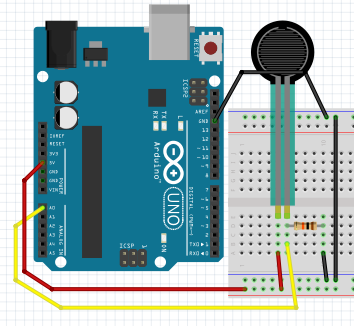 RESET
ICSP2
AREF
GND
13
12
~11
~10
~9
8
IOREF
RESET
3V3
5V
GND
GND
VIN
POWER
TX
RX
L
Arduino
UNO
ON
DIGITAL (PWM~)
7
~6
~5
4
~3
2
TX→1
RX←0
A0
A1
A2
A3
A4
A5
ANALOG IN
ICSP
1